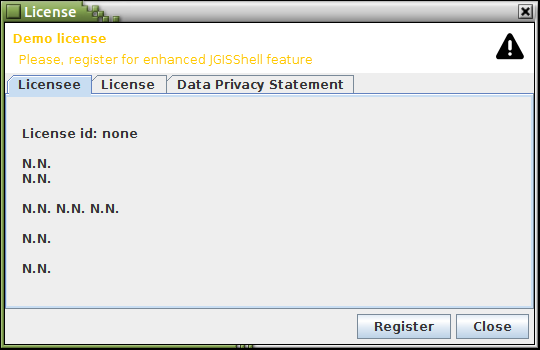 License
Demo license
Please, register for enhanced JGISShell feature
Licensee License Data Privacy Statement
License id: none
N.N.
N.N.
N.N. N.N. N.N.
N.N.
N.N.
Register Close